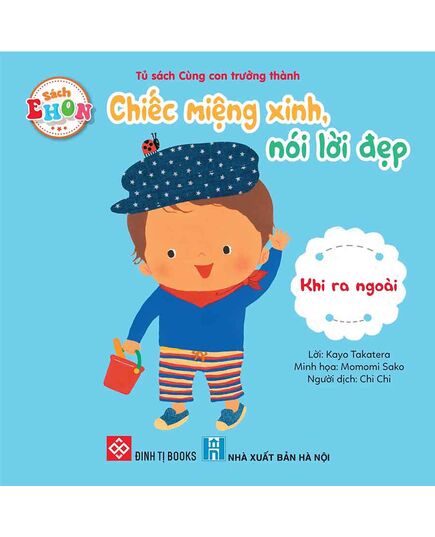 Tủ sách Cùng con trưởng thành
Sách
EHON
Chiếc miệng xinh,
nói lời đẹp
Khi ra ngoài
Lời: Kayo Takatera
Minh họa: Momomi Sako
Người dịch: Chi Chi
ĐINH TỊ BOOKS
NHÀ XUẤT BẢN HÀ NỘI